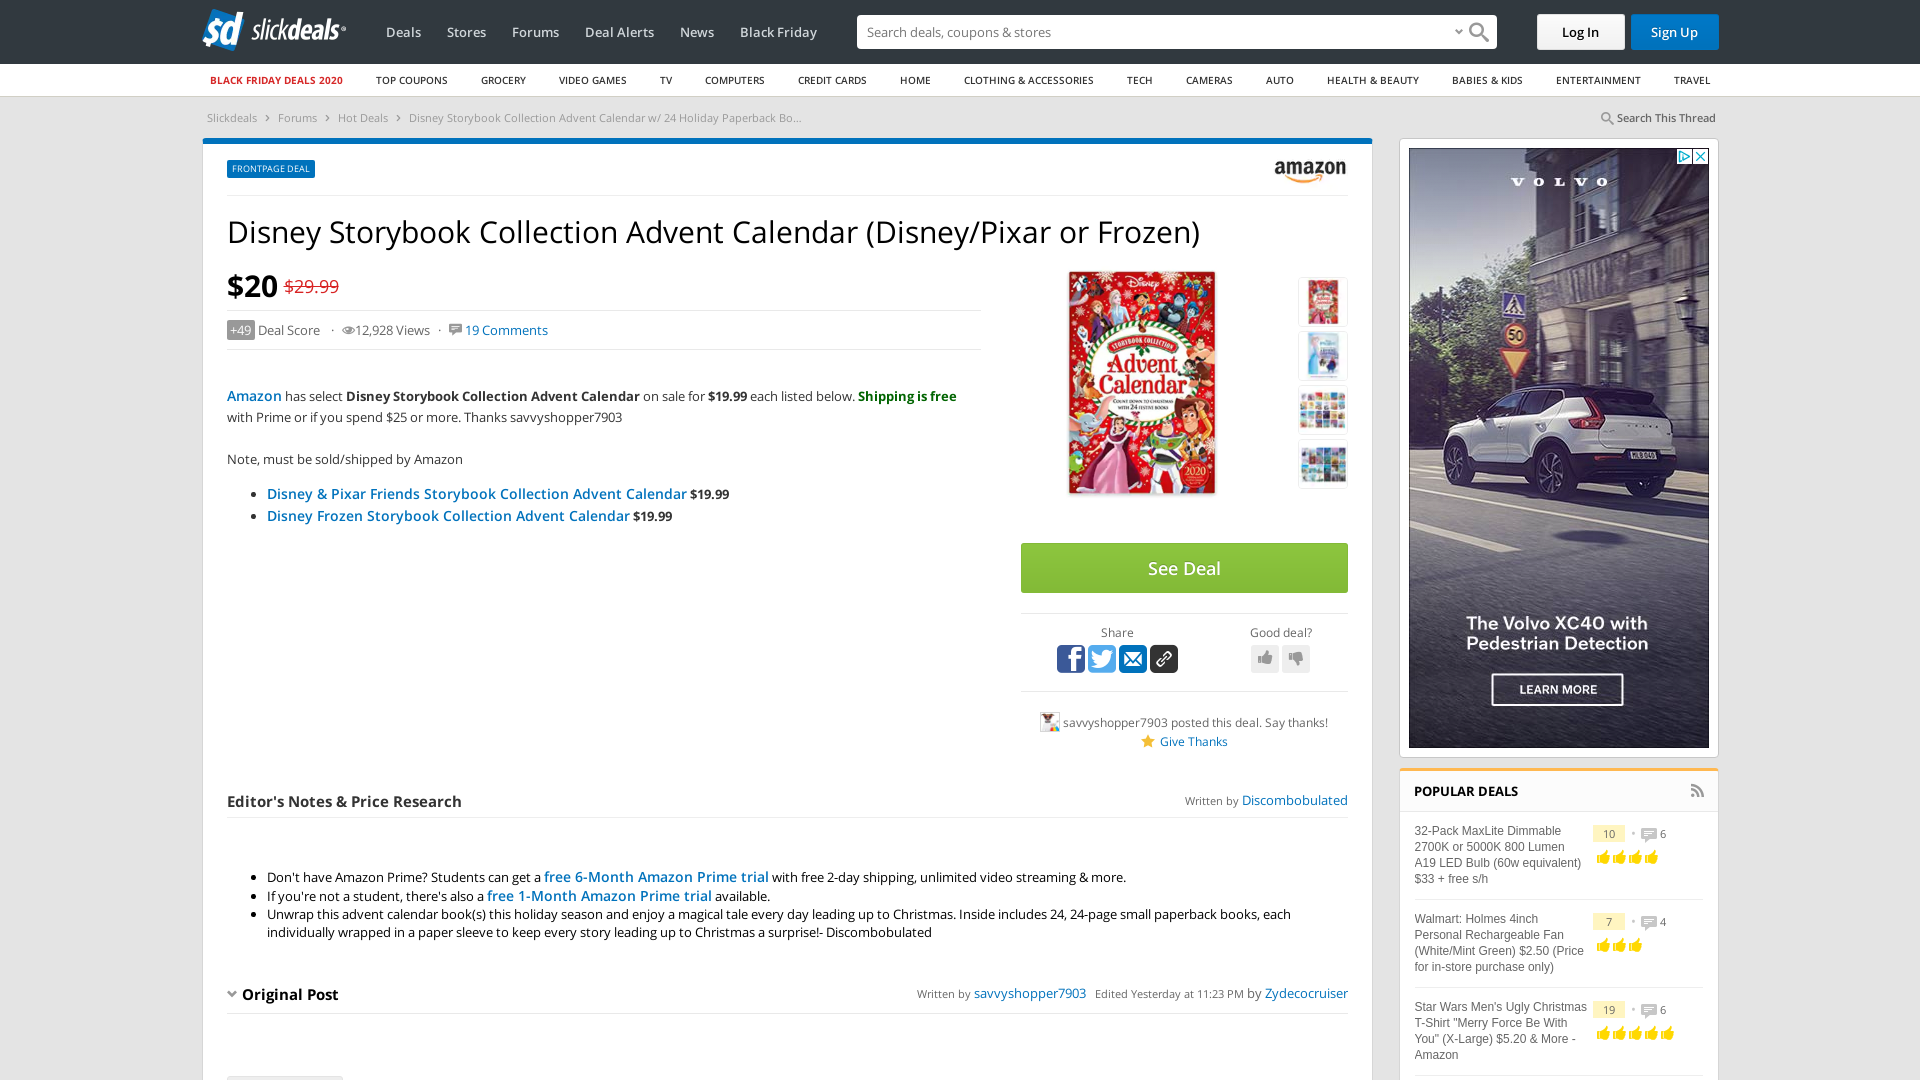 sd slickdeals
Deals Stores Forums Deal Alerts News Black Friday
Search deals, coupons & shopping
Log In Sign Up
BLACK FRIDAY DEALS 2020 TOP COUPONS GROCERY VIDEO GAMES TV COMPUTERS CREDIT CARDS HOME CLOTHING & ACCESSORIES TECH CAMERAS AUTO HEALTH & BEAUTY BABIES & KIDS ENTERTAINMENT TRAVEL
Slickdeals › Forums › Hot Deals › Disney Storybook Collection Advent Calendar w/ 24 Holiday Paperback Bo...
Search This Thread
FRONTPAGE DEAL
amazon
Disney Storybook Collection Advent Calendar (Disney/Pixar or Frozen)
$20 $29.99
+49 Deal Score · 12,928 Views · 19 Comments
Amazon has select Disney Storybook Collection Advent Calendar on sale for $19.99 each listed below. Shipping is free
with Prime or if you spend $25 or more. Thanks savvyshopper7903
Note, must be sold/shipped by Amazon
Disney & Pixar Friends Storybook Collection Advent Calendar $19.99
Disney Frozen Storybook Collection Advent Calendar $19.99
Disney
STORYBOOK COLLECTION
Advent
Calendar
COUNT DOWN TO CHRISTMAS
WITH 24 FESTIVE BOOKS
2020
See Deal
Share Good deal?
savvyshopper7903 posted this deal. Say thanks!
Give Thanks
Editor's Notes & Price Research
Written by Discombobulated
Don't have Amazon Prime? Students can get a free 6-Month Amazon Prime trial with free 2-day shipping, unlimited video streaming & more.
If you're not a student, there's also a free 1-Month Amazon Prime trial available.
Unwrap this advent calendar book(s) this holiday season and enjoy a magical tale every day leading up to Christmas. Inside includes 24, 24-page small paperback books, each
individually wrapped in a paper sleeve to keep every story leading up to Christmas a surprise!- Discombobulated
Original Post
Written by savvyshopper7903 Edited Yesterday at 11:23 PM by Zydecocruiser
VOLVO
50
The Volvo XC40 with
Pedestrian Detection
LEARN MORE
POPULAR DEALS
32-Pack MaxLite Dimmable
2700K or 5000K 800 Lumen
A19 LED Bulb (60w equivalent)
$33 + free s/h
10 • 6
Walmart: Holmes 4inch
Personal Rechargeable Fan
(White/Mint Green) $2.50 (Price
for in-store purchase only)
7 • 4
Star Wars Men's Ugly Christmas
T-Shirt "Merry Force Be With
You" (X-Large) $5.20 & More -
Amazon
19 • 6